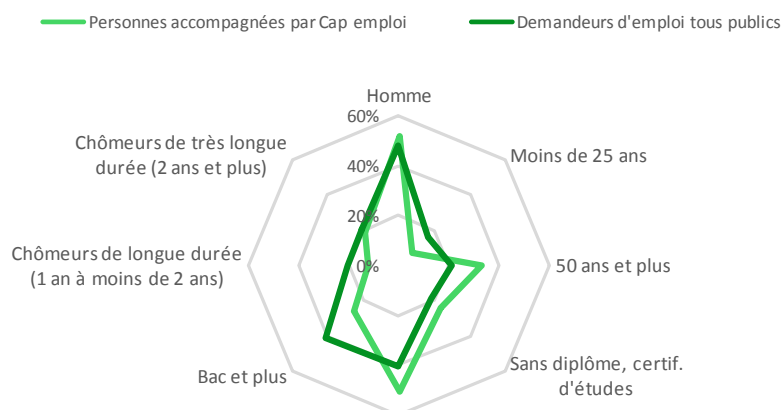 Personnes accompagnées par Cap emploi
Demandeurs d'emploi tous publics
Homme
60%
Chômeurs de très longue
durée (2 ans et plus)
Moins de 25 ans
40%
20%
Chômeurs de longue durée
(1 an à moins de 2 ans)
0%
50 ans et plus
Bac et plus
Sans diplôme, certif.
d'études